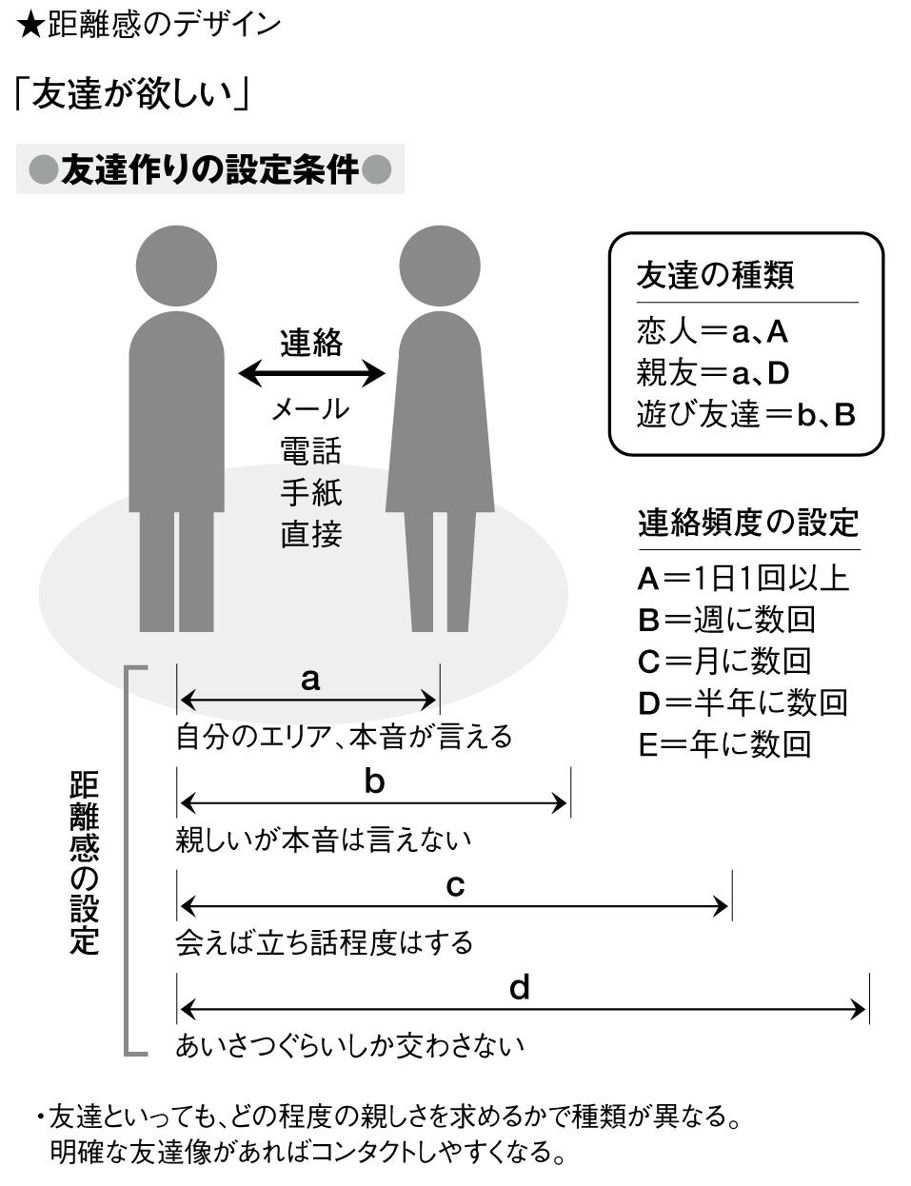 ★距離感のデザイン
「友達が欲しい」
●友達作りの設定条件●
連絡
メール
電話
手紙
直接
友達の種類
恋人＝a、A
親友＝a、D
遊び友達＝b、B
連絡頻度の設定
A＝1日1回以上
B＝週に数回
C＝月に数回
D＝半年に数回
E＝年に数回
距離感の設定
a
自分のエリア、本音が言える
b
親しいが本音は言えない
c
会えば立ち話程度はする
d
あいさつぐらいしか交わさない
・友達といっても、どの程度の親しさを求めるかで種類が異なる。
明確な友達像があればコンタクトしやすくなる。